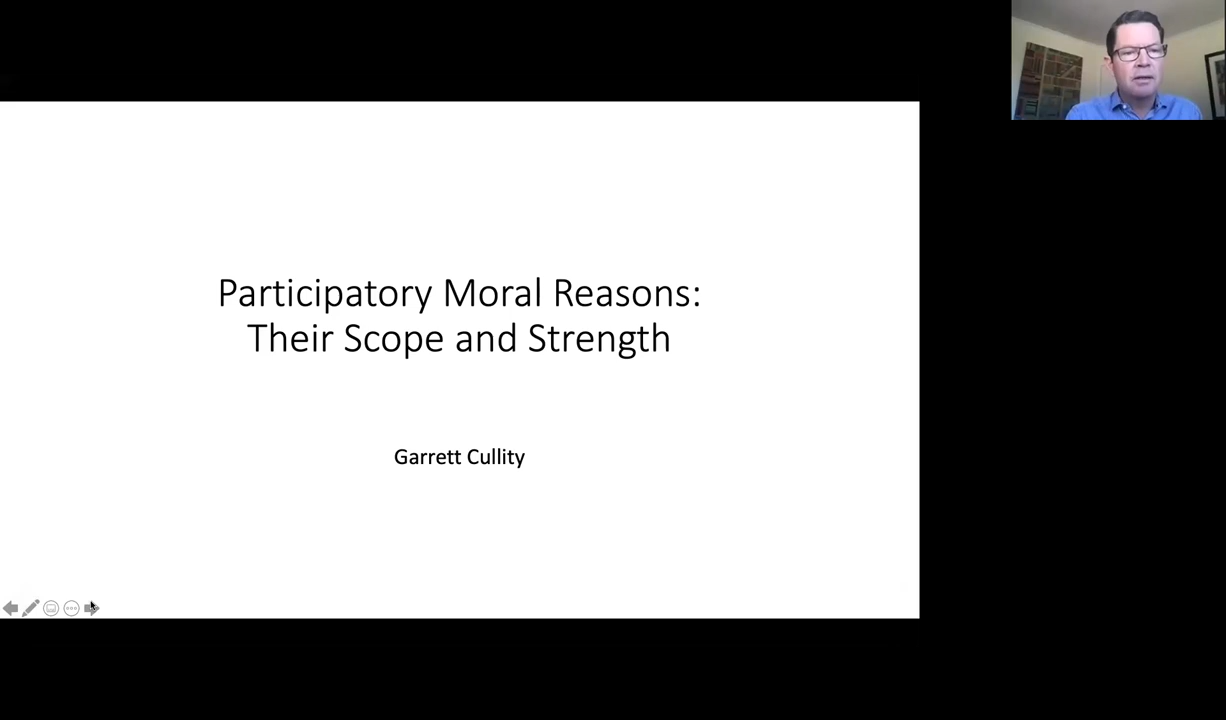 Participatory Moral Reasons:
Their Scope and Strength
Garrett Cullity